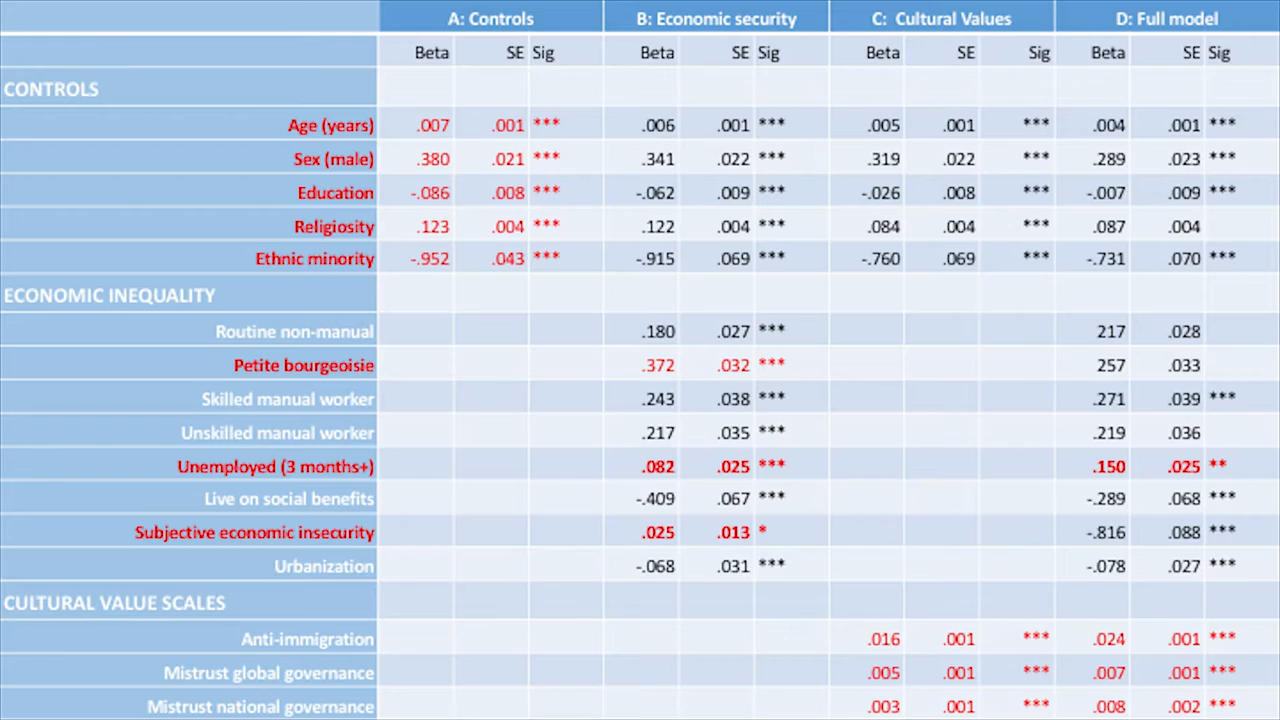 A: Controls B: Economic security C: Cultural Values D: Full model
Beta SE Sig Beta SE Sig Beta SE Sig Beta SE Sig
CONTROLS
Age (years) .007 .001 *** .006 .001 *** .005 .001 *** .004 .001 ***
Sex (male) .380 .021 *** .341 .022 *** .319 .022 *** .289 .023 ***
Education -.086 .008 *** -.062 .009 *** -.026 .008 *** -.007 .009 ***
Religiosity .123 .004 *** .122 .004 *** .084 .004 *** .087 .004
Ethnic minority -.952 .043 *** -.915 .069 *** -.760 .069 *** -.731 .070 ***
ECONOMIC INEQUALITY
Routine non-manual .180 .027 *** 217 .028
Petite bourgeoisie .372 .032 *** 257 .033
Skilled manual worker .243 .038 *** .271 .039 ***
Unskilled manual worker .217 .035 *** .219 .036
Unemployed (3 months+) .082 .025 *** .150 .025 **
Live on social benefits -.409 .067 *** -.289 .068 ***
Subjective economic insecurity .025 .013 * -.816 .088 ***
Urbanization -.068 .031 *** -.078 .027 ***
CULTURAL VALUE SCALES
Anti-immigration .016 .001 *** .024 .001 ***
Mistrust global governance .005 .001 *** .007 .001 ***
Mistrust national governance .003 .001 *** .008 .002 ***